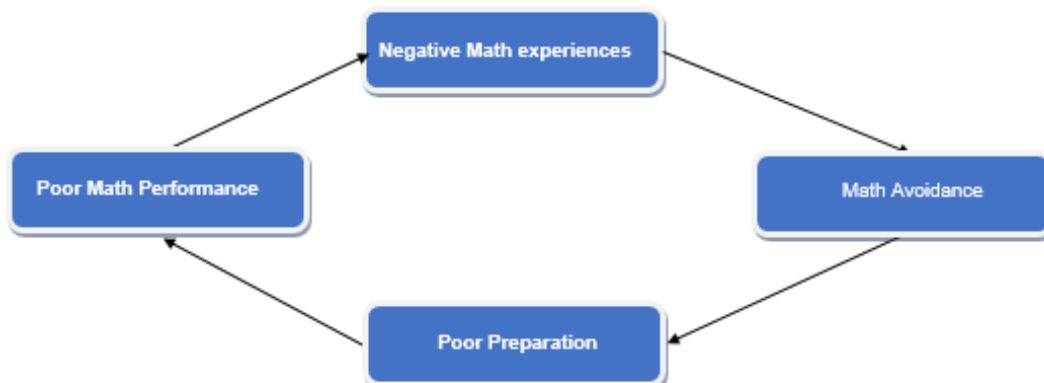 Negative Math experiences
Poor Math Performance
Math Avoidance
Poor Preparation